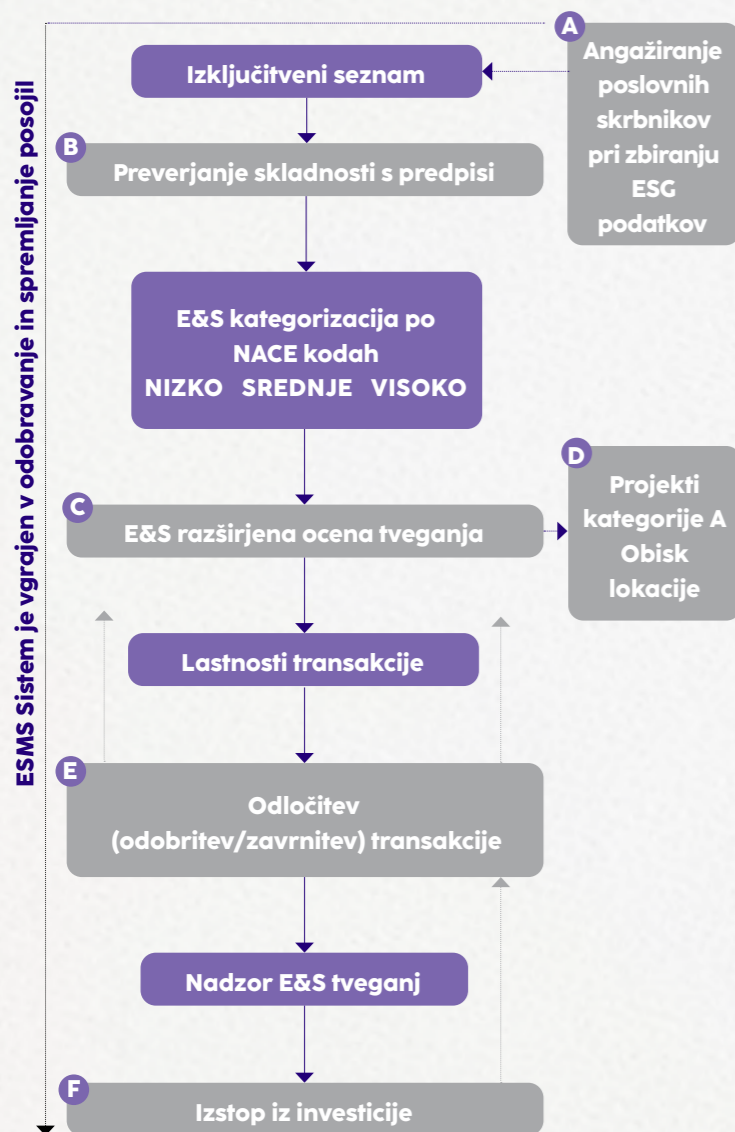 ESMS Sistem je vgrajen v odobravanje in spremljanje posojil
A
Angažiranje
poslovnih
skrbnikov
pri zbiranju
ESG
podatkov
Izključitveni seznam
B
Preverjanje skladnosti s predpisi
E&S kategorizacija po
NACE kodah
NIZKO SREDNJE VISOKO
C
E&S razširjena ocena tveganja
D
Projekti
kategorije A
Obisk
lokacije
Lastnosti transakcije
E
Odločitev
(odobritev/zavrnitev) transakcije
Nadzor E&S tveganj
F
Izstop iz investicije